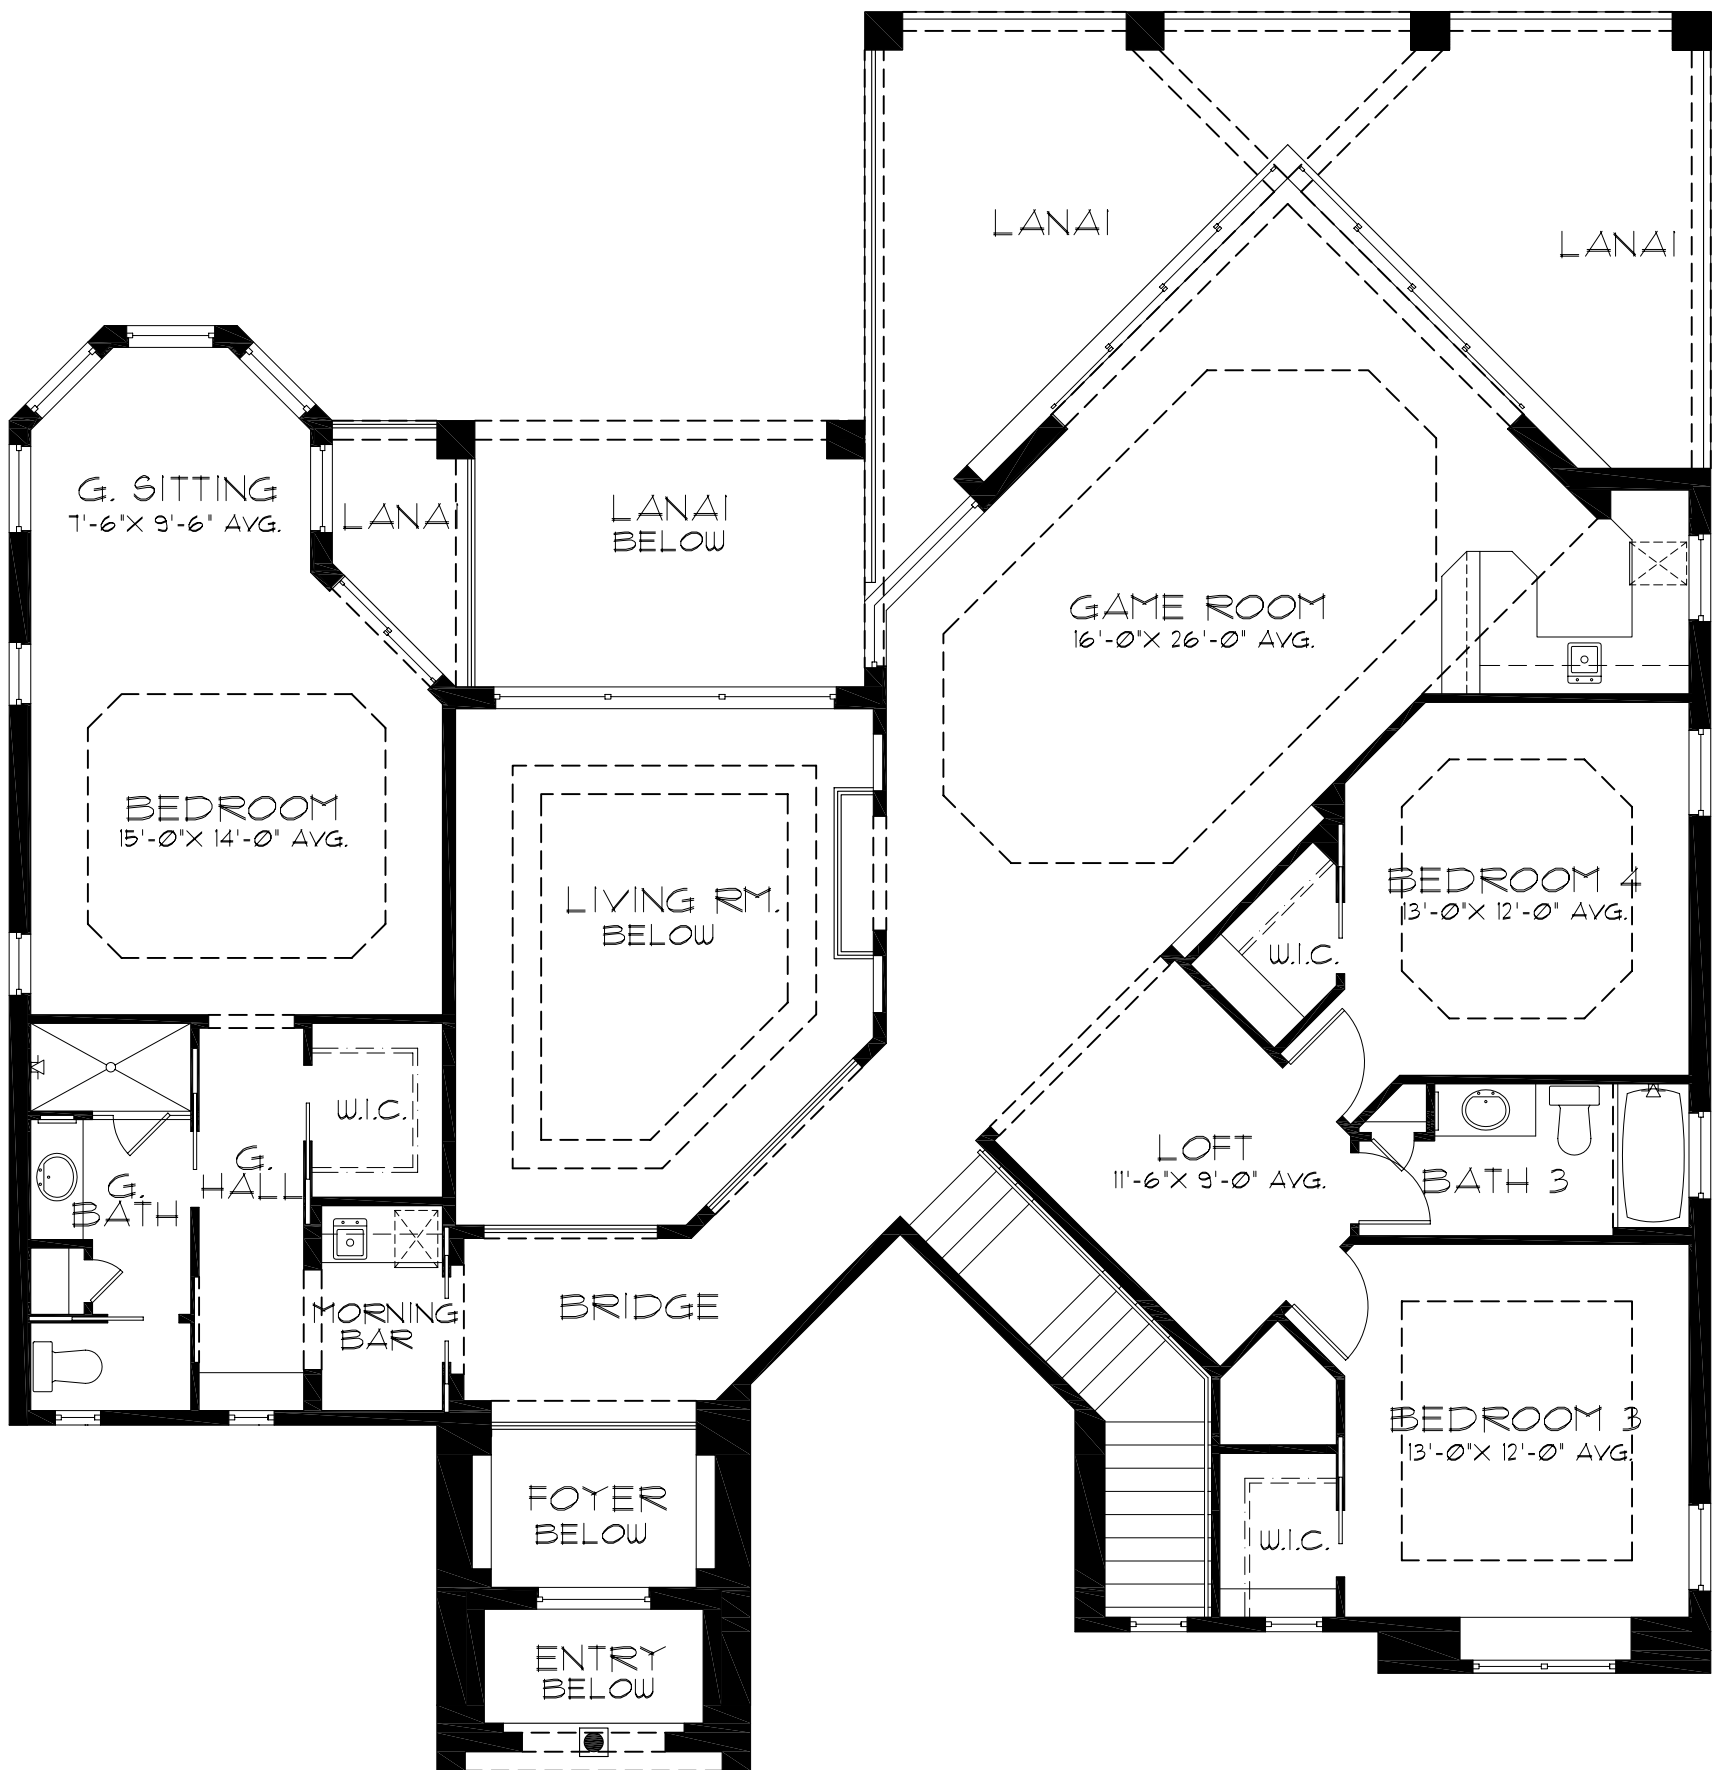 LANAI
LANAI
G. SITTING
7'-6"X 9'-6" AVG.
LANAI
LANAI
BELOW
GAME ROOM
16'-0"X 26'-0" AVG.
BEDROOM
15'-0"X 14'-0" AVG.
LIVING RM.
BELOW
BEDROOM 4
13'-0"X 12'-0" AVG.
W.I.C.
W.I.C.
G.
HALL
G.
BATH
LOFT
11'-6"X 9'-0" AVG.
BATH 3
MORNING
BAR
BRIDGE
BEDROOM 3
13'-0"X 12'-0" AVG.
FOYER
BELOW
W.I.C.
ENTRY
BELOW